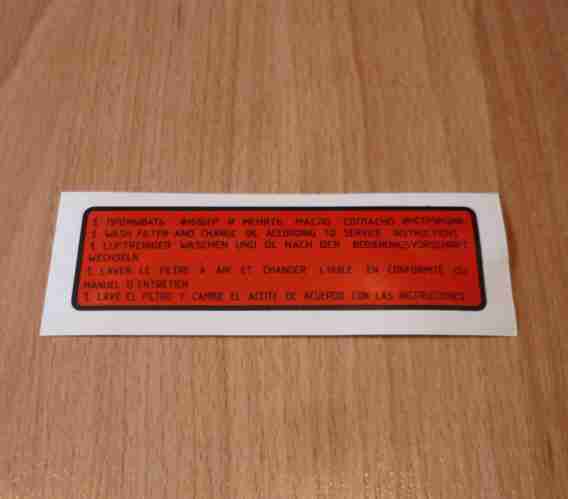 1 ПРОМЫВАТЬ ФИЛЬТР И МЕНЯТЬ МАСЛО СОГЛАСНО ИНСТРУКЦИИ
1 WASH FILTER AND CHANGE OIL ACCORDING TO SERVICE INSTRUCTIONS
1 LUFTREINIGER WASCHEN UND ÖL NACH DER BEDIENUNGSVORSCHRIFT
WECHSELN
1 LAVER LE FILTRE A AIR ET CHANGER L'HUILE EN CONFORMITE DU
MANUEL D'ENTRETIEN
1 LAVE EL FILTRO Y CAMBIE EL ACEITE DE ACUERDO CON LAS INSTRUCCIONES